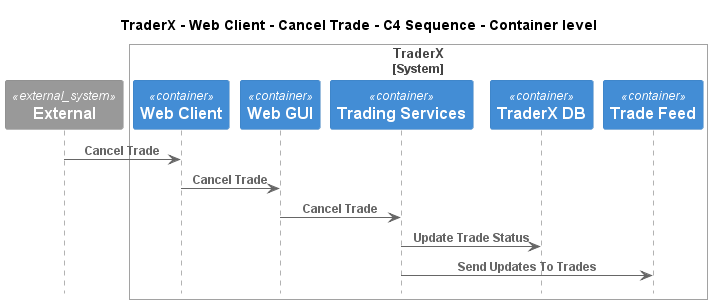 TraderX - Web Client - Cancel Trade - C4 Sequence - Container level
TraderX
[System]
«external_system»
External
«container»
Web Client
«container»
Web GUI
«container»
Trading Services
«container»
TraderX DB
«container»
Trade Feed
Cancel Trade
Cancel Trade
Cancel Trade
Update Trade Status
Send Updates To Trades